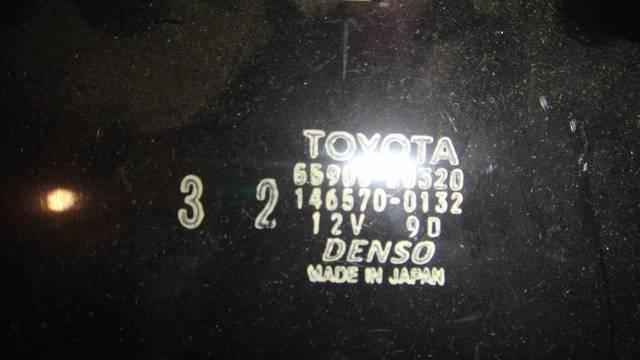 TOYOTA
3 2
146570-0132
12V 9D
DENSO
MADE IN JAPAN